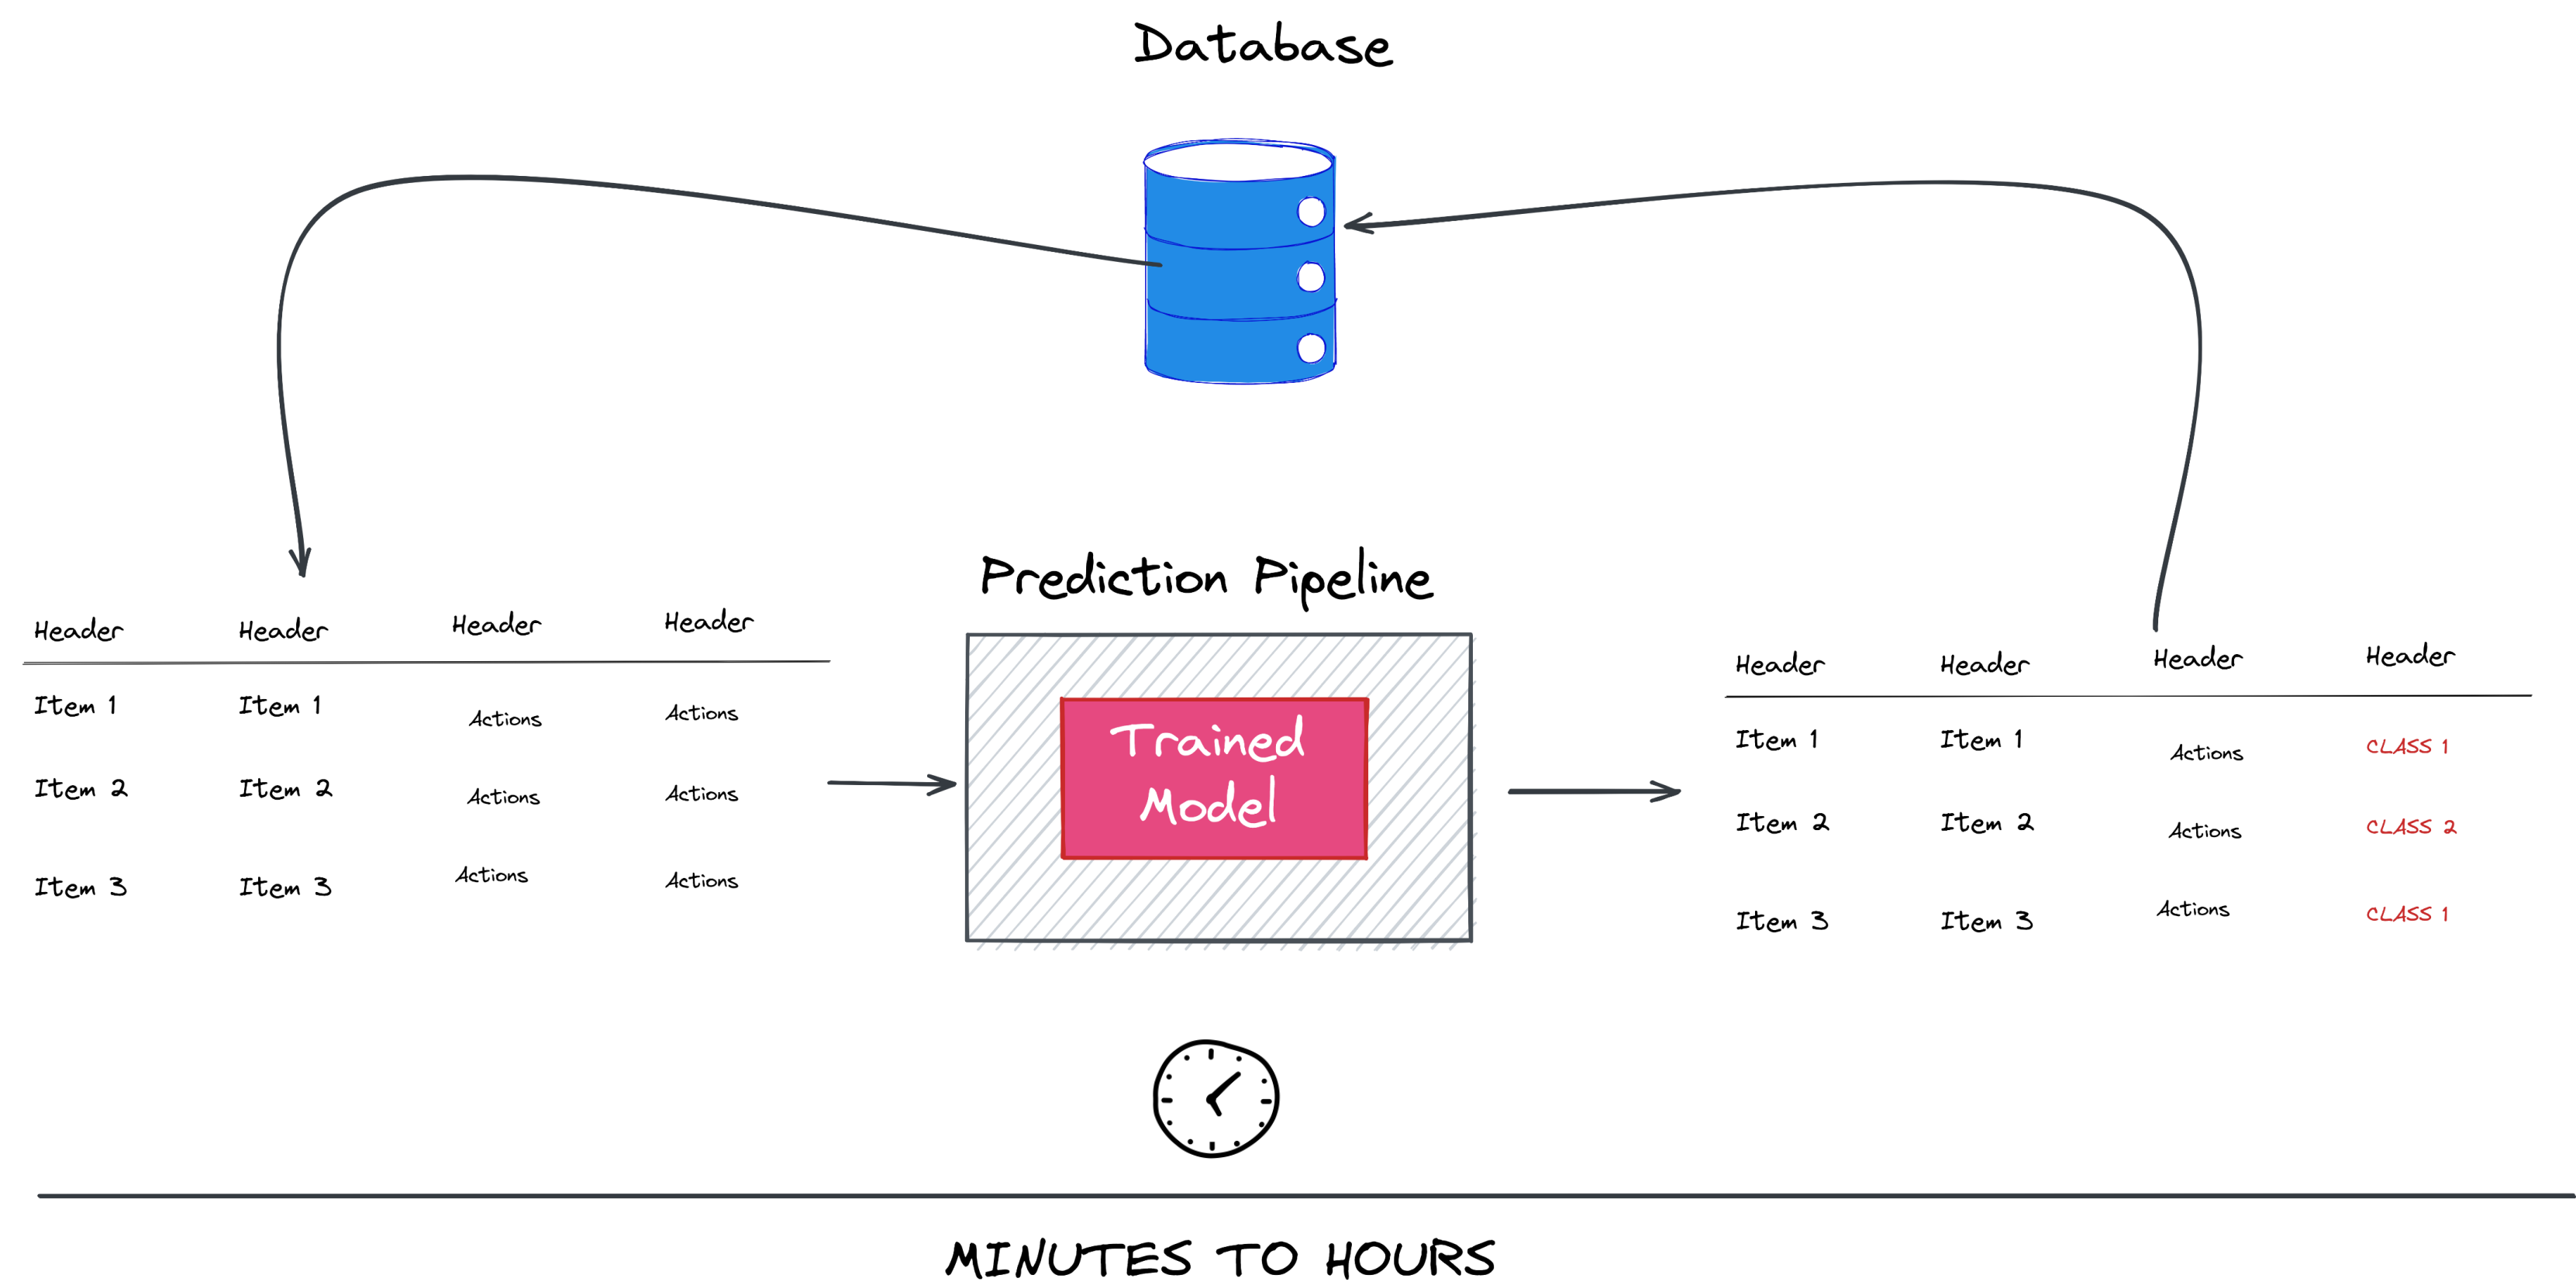 Database
Prediction Pipeline
Header Header Header Header
Item 1 Item 1 Actions Actions
Item 2 Item 2 Actions Actions
Item 3 Item 3 Actions Actions
Trained
Model
Header Header Header Header
Item 1 Item 1 Actions CLASS 1
Item 2 Item 2 Actions CLASS 2
Item 3 Item 3 Actions CLASS 1
MINUTES TO HOURS